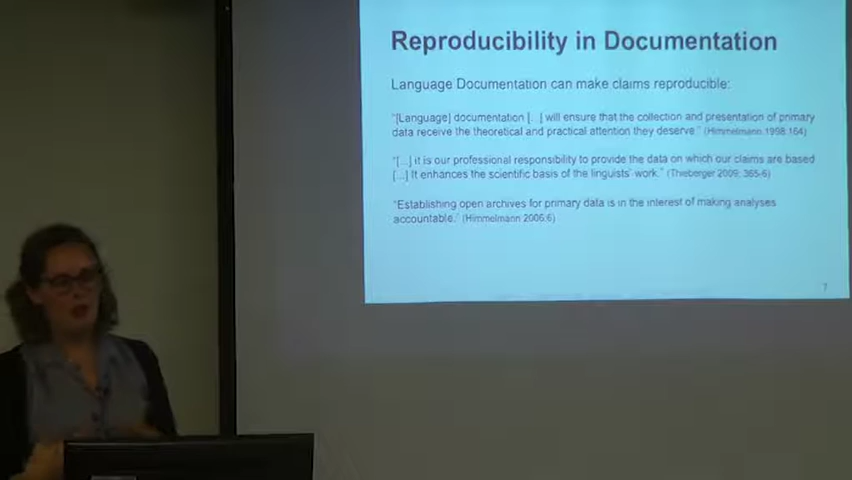 Reproducibility in Documentation
Language Documentation can make claims reproducible:
"[Language] documentation [...] will ensure that the collection and presentation of primary
data receive the theoretical and practical attention they deserve." (Himmelmann 1998:164)
"[...] it is our professional responsibility to provide the data on which our claims are based
[...] It enhances the scientific basis of the linguists' work." (Thieberger 2009: 365-6)
"Establishing open archives for primary data is in the interest of making analyses
accountable." (Himmelmann 2006:6)
7